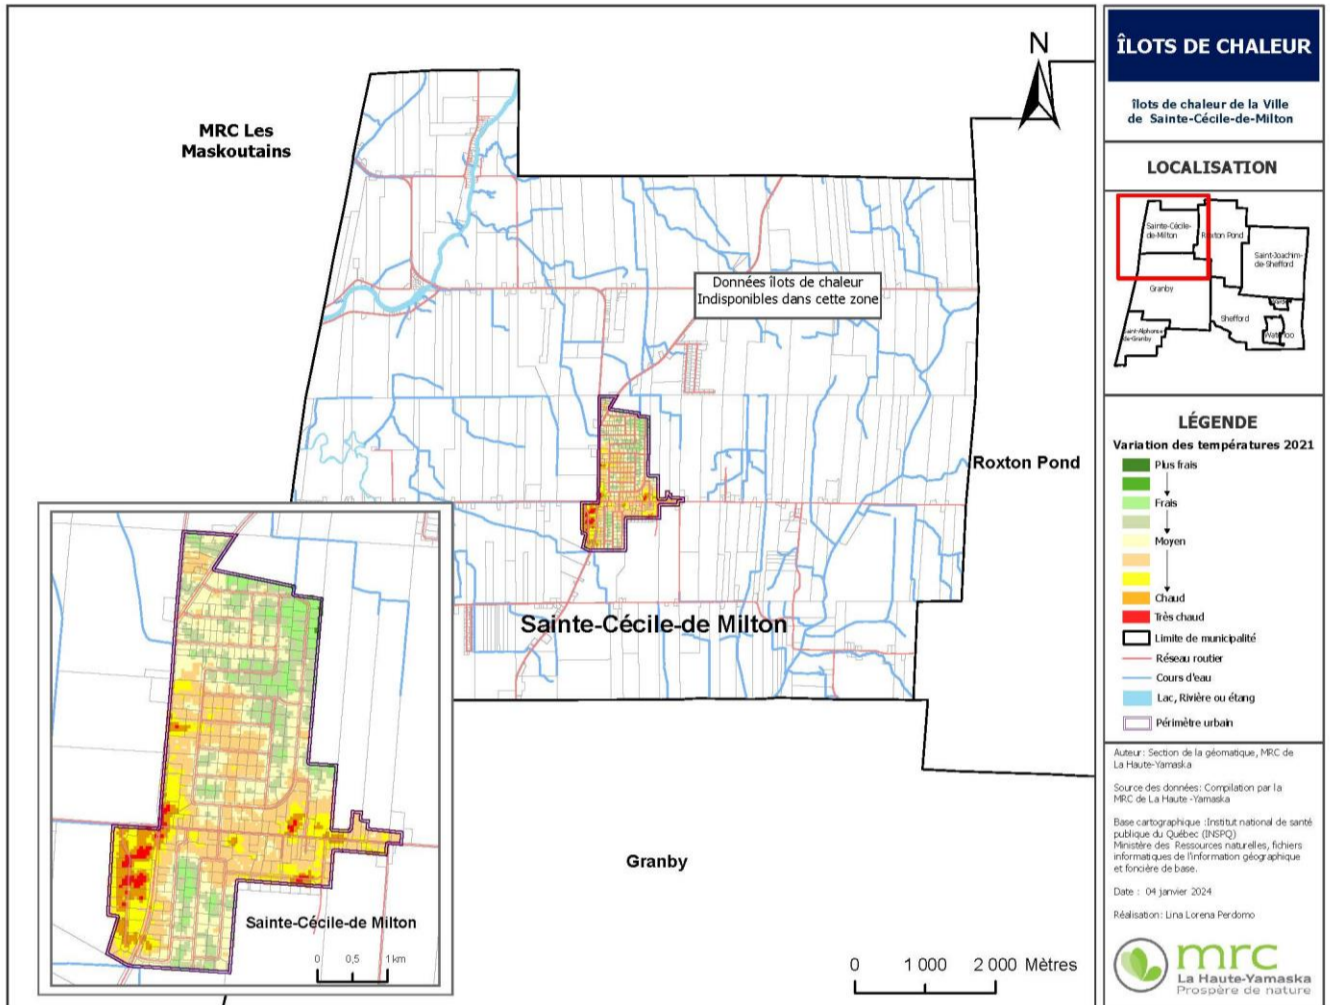 MRC Les
Maskoutains
N
Données îlots de chaleur
Indisponibles dans cette zone
Roxton Pond
Sainte-Cécile-de Milton
Granby
0 1 000 2 000 Mètres
Sainte-Cécile-de Milton
0 0,5 1 km
ÎLOTS DE CHALEUR
îlots de chaleur de la Ville
de Sainte-Cécile-de-Milton
LOCALISATION
Sainte-Cécile-
de-Milton
Roxton Pond
Saint-Joachim-
de-Shefford
Granby
Shefford
Waterloo
Saint-Alphonse-
de-Granby
LÉGENDE
Variation des températures 2021
Plus frais
Frais
Moyen
Chaud
Très chaud
Limite de municipalité
Réseau routier
Cours d'eau
Lac, Rivière ou étang
Périmètre urbain
Auteur: Section de la géomatique, MRC de
La Haute-Yamaska
Source des données: Compilation par la
MRC de La Haute -Yamaska
Base cartographique :Institut national de santé
publique du Québec (INSPQ)
Ministère des Ressources naturelles, fichiers
informatiques de l'information géographique
et foncière de base.
Date : 04 janvier 2024
Réalisation: Lina Lorena Perdomo
mrc
La Haute-Yamaska
Prospère de nature